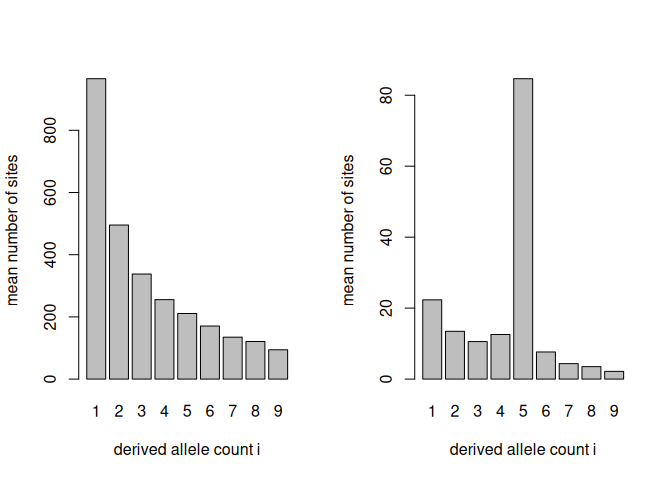 mean number of sites
0 200 400 600 800
1 2 3 4 5 6 7 8 9
derived allele count i
mean number of sites
0 20 40 60 80
1 2 3 4 5 6 7 8 9
derived allele count i